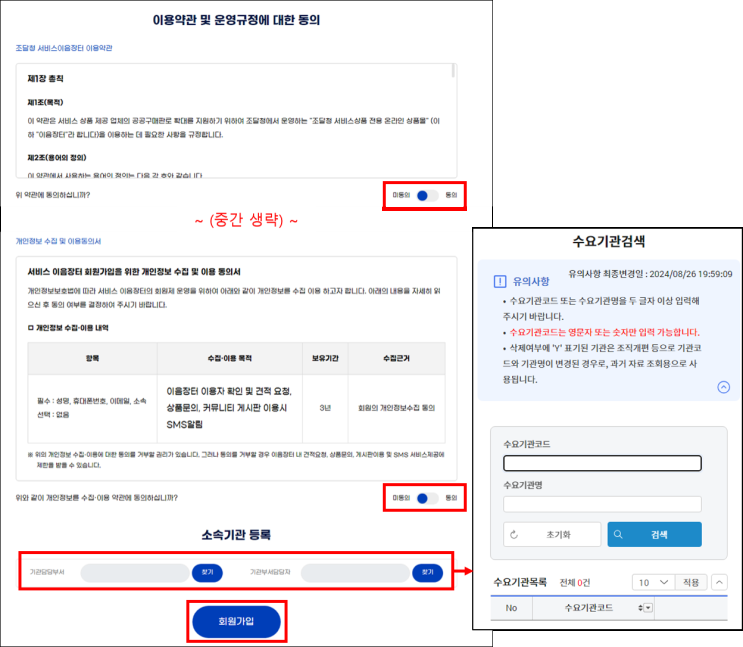 이용약관 및 운영규정에 대한 동의
조달청 서비스이음장터 이용약관
제1장 총칙
제1조(목적)
이 약관은 서비스 상품 제공 업체의 공공구매판로 확대를 지원하기 위하여 조달청에서 운영하는 "조달청 서비스상품 전용 온라인 상품몰" (이
하 "이음장터"라 합니다)을 이용하는 데 필요한 사항을 규정합니다.
제2조(용어의 정의)
이 약관에서 사용하는 용어의 정의는 다음 각 호와 같습니다
위 약관에 동의하십니까?
미동의 동의
~ (중간 생략) ~
개인정보 수집 및 이용동의서
서비스 이음장터 회원가입을 위한 개인정보 수집 및 이용 동의서
개인정보보호법에 따라 서비스 이음장터의 회원제 운영을 위하여 아래와 같이 개인정보를 수집 이용 하고자 합니다. 아래의 내용을 자세히 읽
으신 후 동의 여부를 결정하여 주시기 바랍니다.
ㅁ 개인정보 수집·이용 내역
항목 수집·이용 목적 보유기간 수집근거
필수 : 성명, 휴대폰번호, 이메일, 소속
선택 : 없음
이음장터 이용자 확인 및 견적 요청,
상품문의, 커뮤니티 게시판 이용시
SMS알림
3년
회원의 개인정보수집 동의
※ 위의 개인정보 수집·이용에 대한 동의를 거부할 권리가 있습니다. 그러나 동의를 거부할 경우 이음장터 내 견적요청, 상품문의, 게시판이용 및 SMS 서비스제공에
제한을 받을 수 있습니다.
위와 같이 개인정보를 수집·이용 약관에 동의하십니까?
미동의 동의
소속기관 등록
기관담당부서 찾기 기관부서담당자 찾기
회원가입
수요기관검색
유의사항 유의사항 최종변경일 : 2024/08/26 19:59:09
• 수요기관코드 또는 수요기관명을 두 글자 이상 입력해
주시기 바랍니다.
• 수요기관코드는 영문자 또는 숫자만 입력 가능합니다.
• 삭제여부에 'Y' 표기된 기관은 조직개편 등으로 기관코
드와 기관명이 변경된 경우로, 과거 자료 조회용으로 사
용됩니다.
수요기관코드
수요기관명
초기화 검색
수요기관목록 전체 0건 10 적용
No 수요기관코드